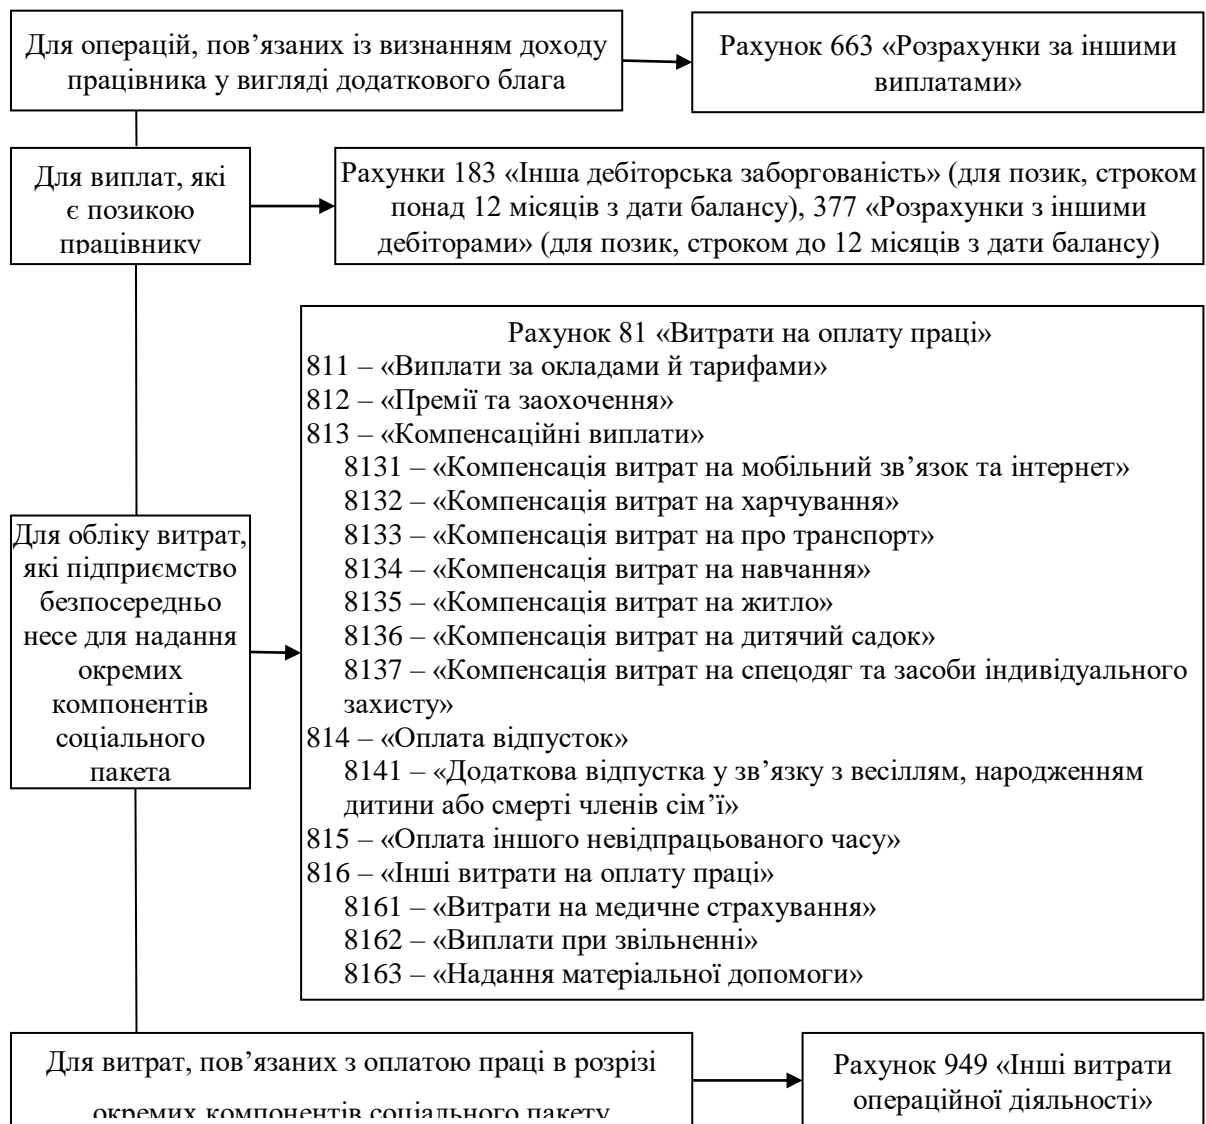 Для операцій, пов’язаних із визнанням доходу
працівника у вигляді додаткового блага
Рахунок 663 «Розрахунки за іншими
виплатами»
Для виплат, які
є позикою
працівнику
Рахунки 183 «Інша дебіторська заборгованість» (для позик, строком
понад 12 місяців з дати балансу), 377 «Розрахунки з іншими
дебіторами» (для позик, строком до 12 місяців з дати балансу)
Для обліку витрат,
які підприємство
безпосередньо
несе для надання
окремих
компонентів
соціального
пакета
Рахунок 81 «Витрати на оплату праці»
811 – «Виплати за окладами й тарифами»
812 – «Премії та заохочення»
813 – «Компенсаційні виплати»
8131 – «Компенсація витрат на мобільний зв’язок та інтернет»
8132 – «Компенсація витрат на харчування»
8133 – «Компенсація витрат на про транспорт»
8134 – «Компенсація витрат на навчання»
8135 – «Компенсація витрат на житло»
8136 – «Компенсація витрат на дитячий садок»
8137 – «Компенсація витрат на спецодяг та засоби індивідуального
захисту»
814 – «Оплата відпусток»
8141 – «Додаткова відпустка у зв’язку з весіллям, народженням
дитини або смерті членів сім’ї»
815 – «Оплата іншого невідпрацьованого часу»
816 – «Інші витрати на оплату праці»
8161 – «Витрати на медичне страхування»
8162 – «Виплати при звільненні»
8163 – «Надання матеріальної допомоги»
Для витрат, пов’язаних з оплатою праці в розрізі
окремих компонентів соціального пакету
Рахунок 949 «Інші витрати
операційної діяльності»